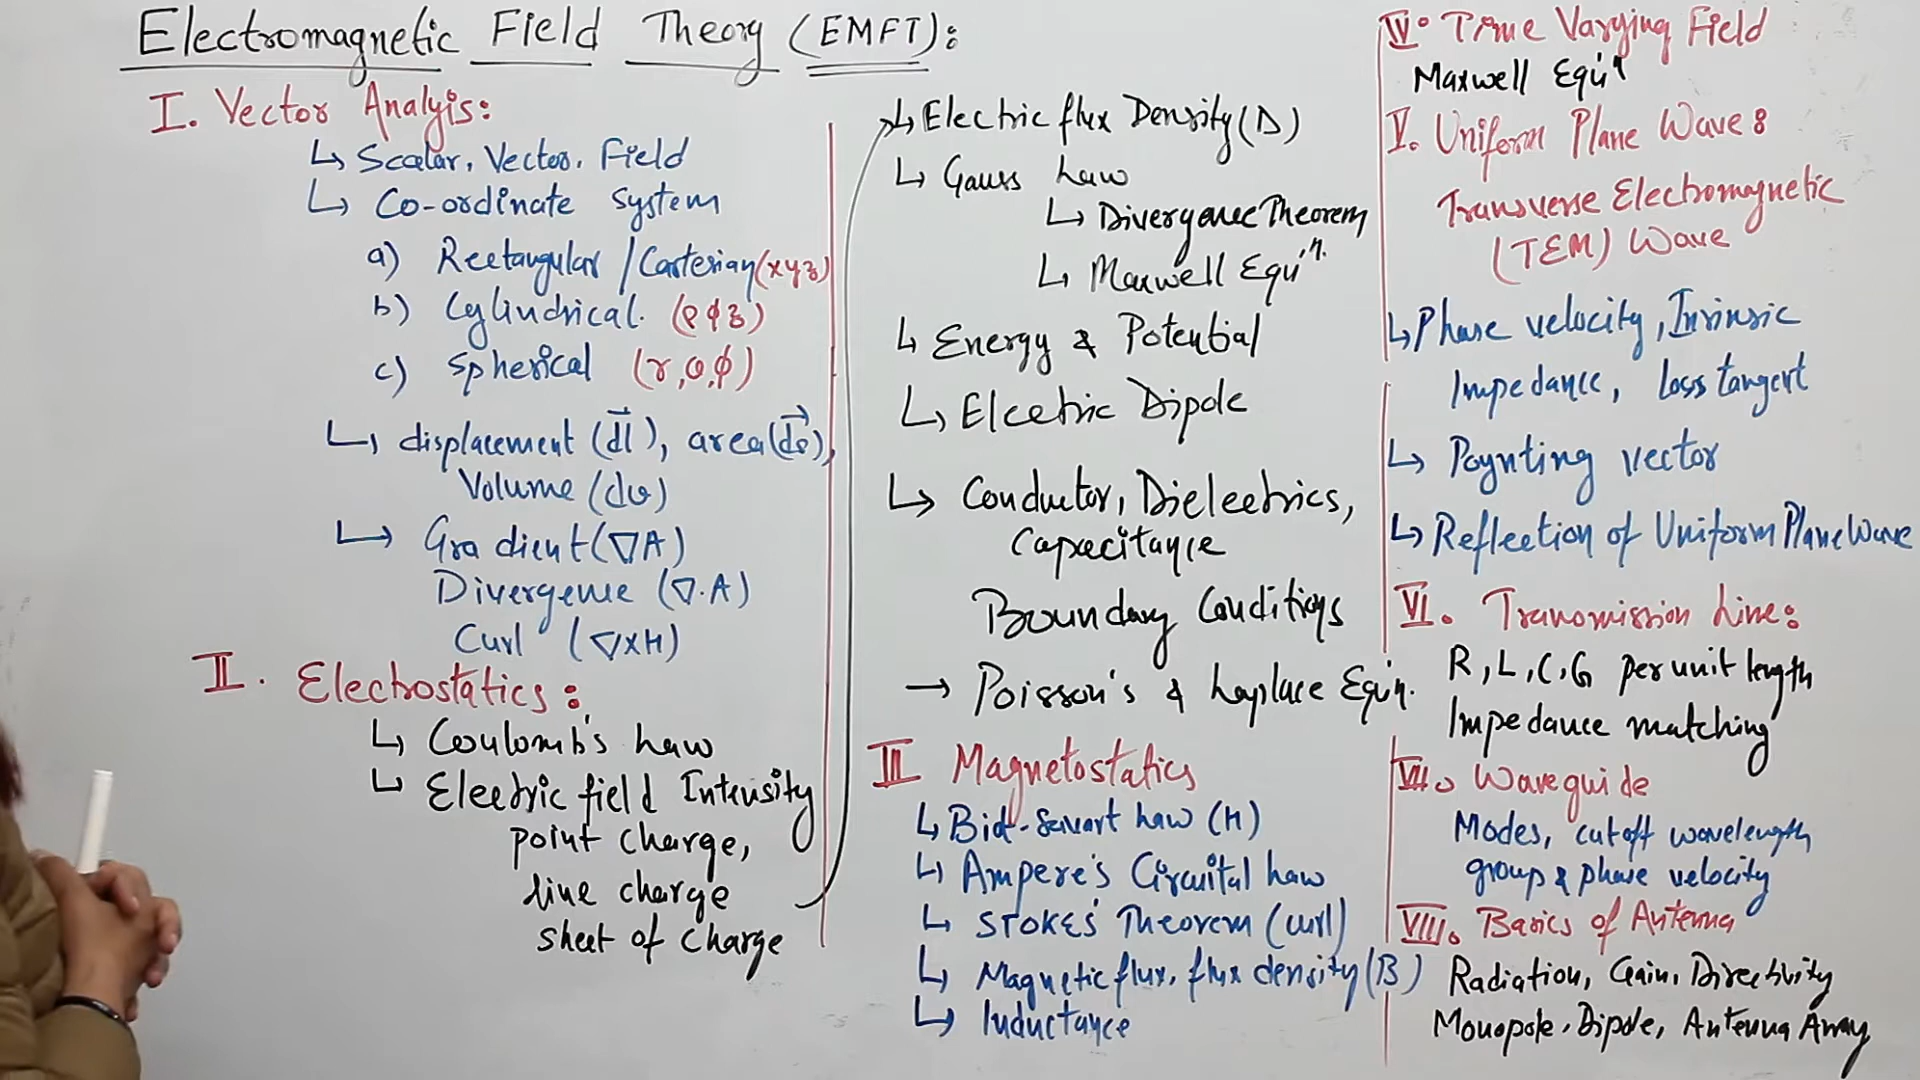 Electromagnetic Field Theory (EMFT):
I. Vector Analyis:
↳ Scalar, Vector, Field
↳ Co-ordinate System
a) Rectangular / Cartesian (xyz)
b) Cylindrical. (ρϕz)
c) Spherical (r,θ,ϕ)
↳ displacement (dl), area (ds),
Volume (dv)
↳ Gradient (∇A)
Divergence (∇.A)
Curl (∇×H)
II. Electrostatics:
↳ Coulomb's Law
↳ Electric field Intensity
point charge,
line charge
sheet of charge
↳ Electric flux Density (D)
↳ Gauss Law
↳ Divergence Theorem
↳ Maxwell Equⁿ.
↳ Energy & Potential
↳ Electric Dipole
↳ Conductor, Dielectrics,
Capacitance
Boundary Conditions
→ Poisson's & Laplace Equn.
III Magnetostatics
↳ Biot-Savart Law (H)
↳ Ampere's Circuital Law
↳ STOKES' Theorem (curl)
↳ Magnetic flux, flux density (B)
↳ Inductance
IV. Time Varying Field
Maxwell Equⁿ
V. Uniform Plane Wave:
Transverse Electromagnetic
(TEM) Wave
↳ Phase velocity, Intrinsic
Impedance, Loss tangent
↳ Poynting vector
↳ Reflection of Uniform Plane Wave
VI. Transmission Line:
R, L, C, G per unit length
Impedance matching
VII. Waveguide
Modes, cutoff wavelength
group & phase velocity
VIII. Basics of Antenna
Radiation, Gain, Directivity
Monopole, Dipole, Antenna Array